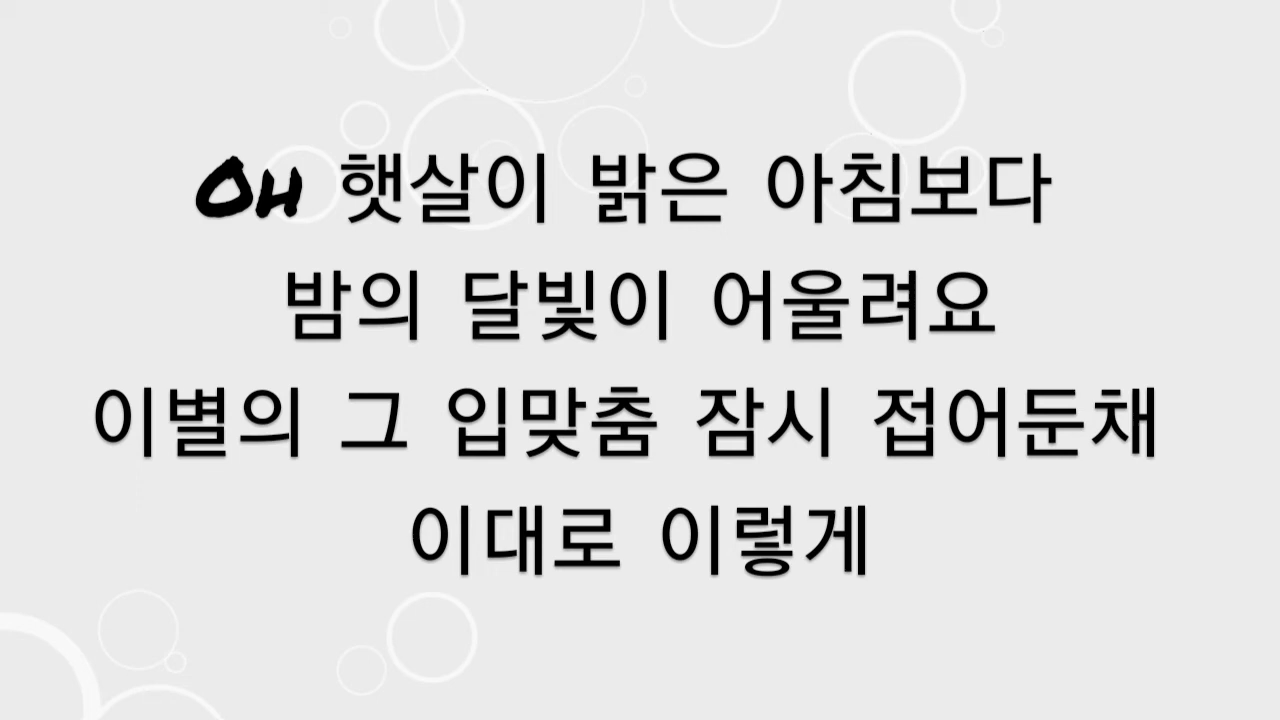 Oh 햇살이 밝은 아침보다
밤의 달빛이 어울려요
이별의 그 입맞춤 잠시 접어둔채
이대로 이렇게